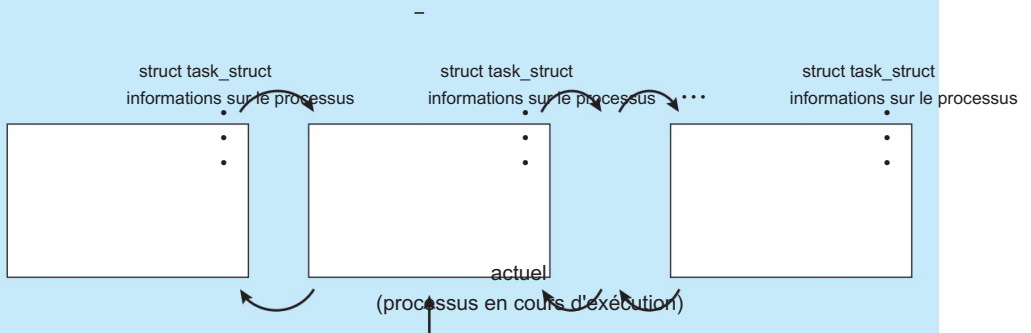 struct task_struct
informations sur le processus
struct task_struct
informations sur le processus
...
struct task_struct
informations sur le processus
actuel
(processus en cours d'exécution)